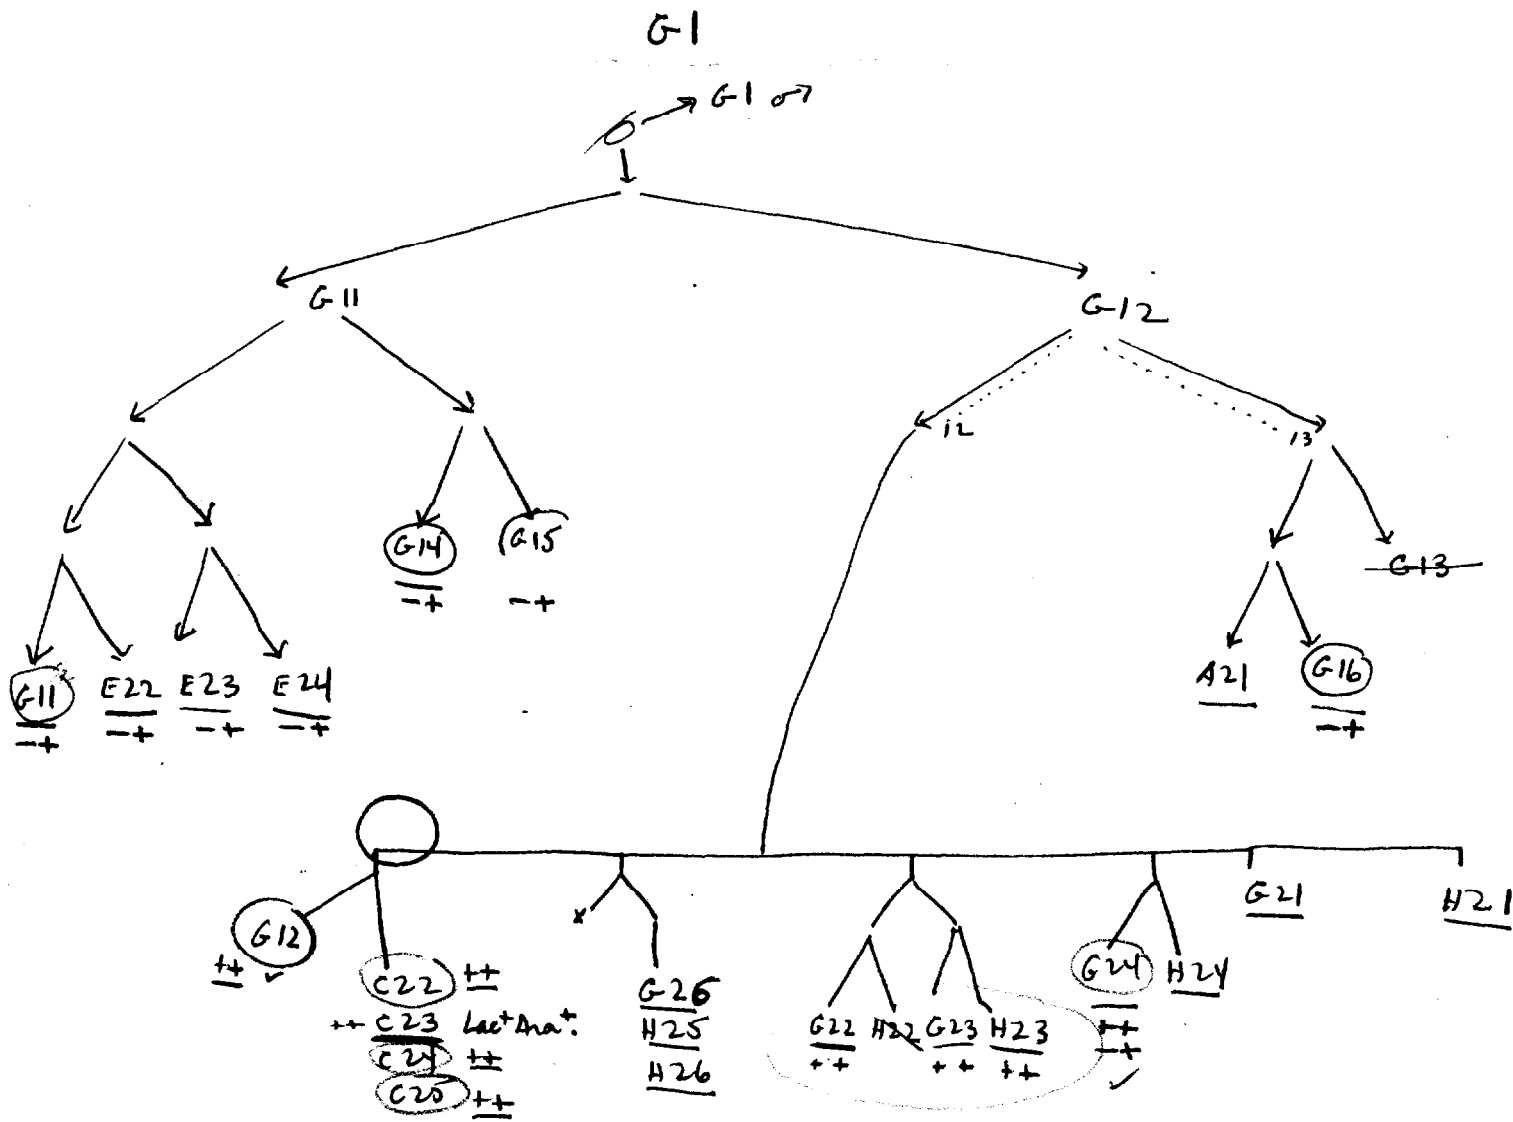 G1
G1 ♂
G11
G12
12
13
G14
G15
G13
-+
-+
A21
G16
-+
G11
E22
E23
E24
-+
-+
-+
-+
G12
++ ✓
C22 ++
++ C23 Lac+ Ara+.
C24 ++
C25 ++
G26
H25
H26
G22 H22 G23 H23
++
++
++
G24 H24
++
-+
✓
G21
H21